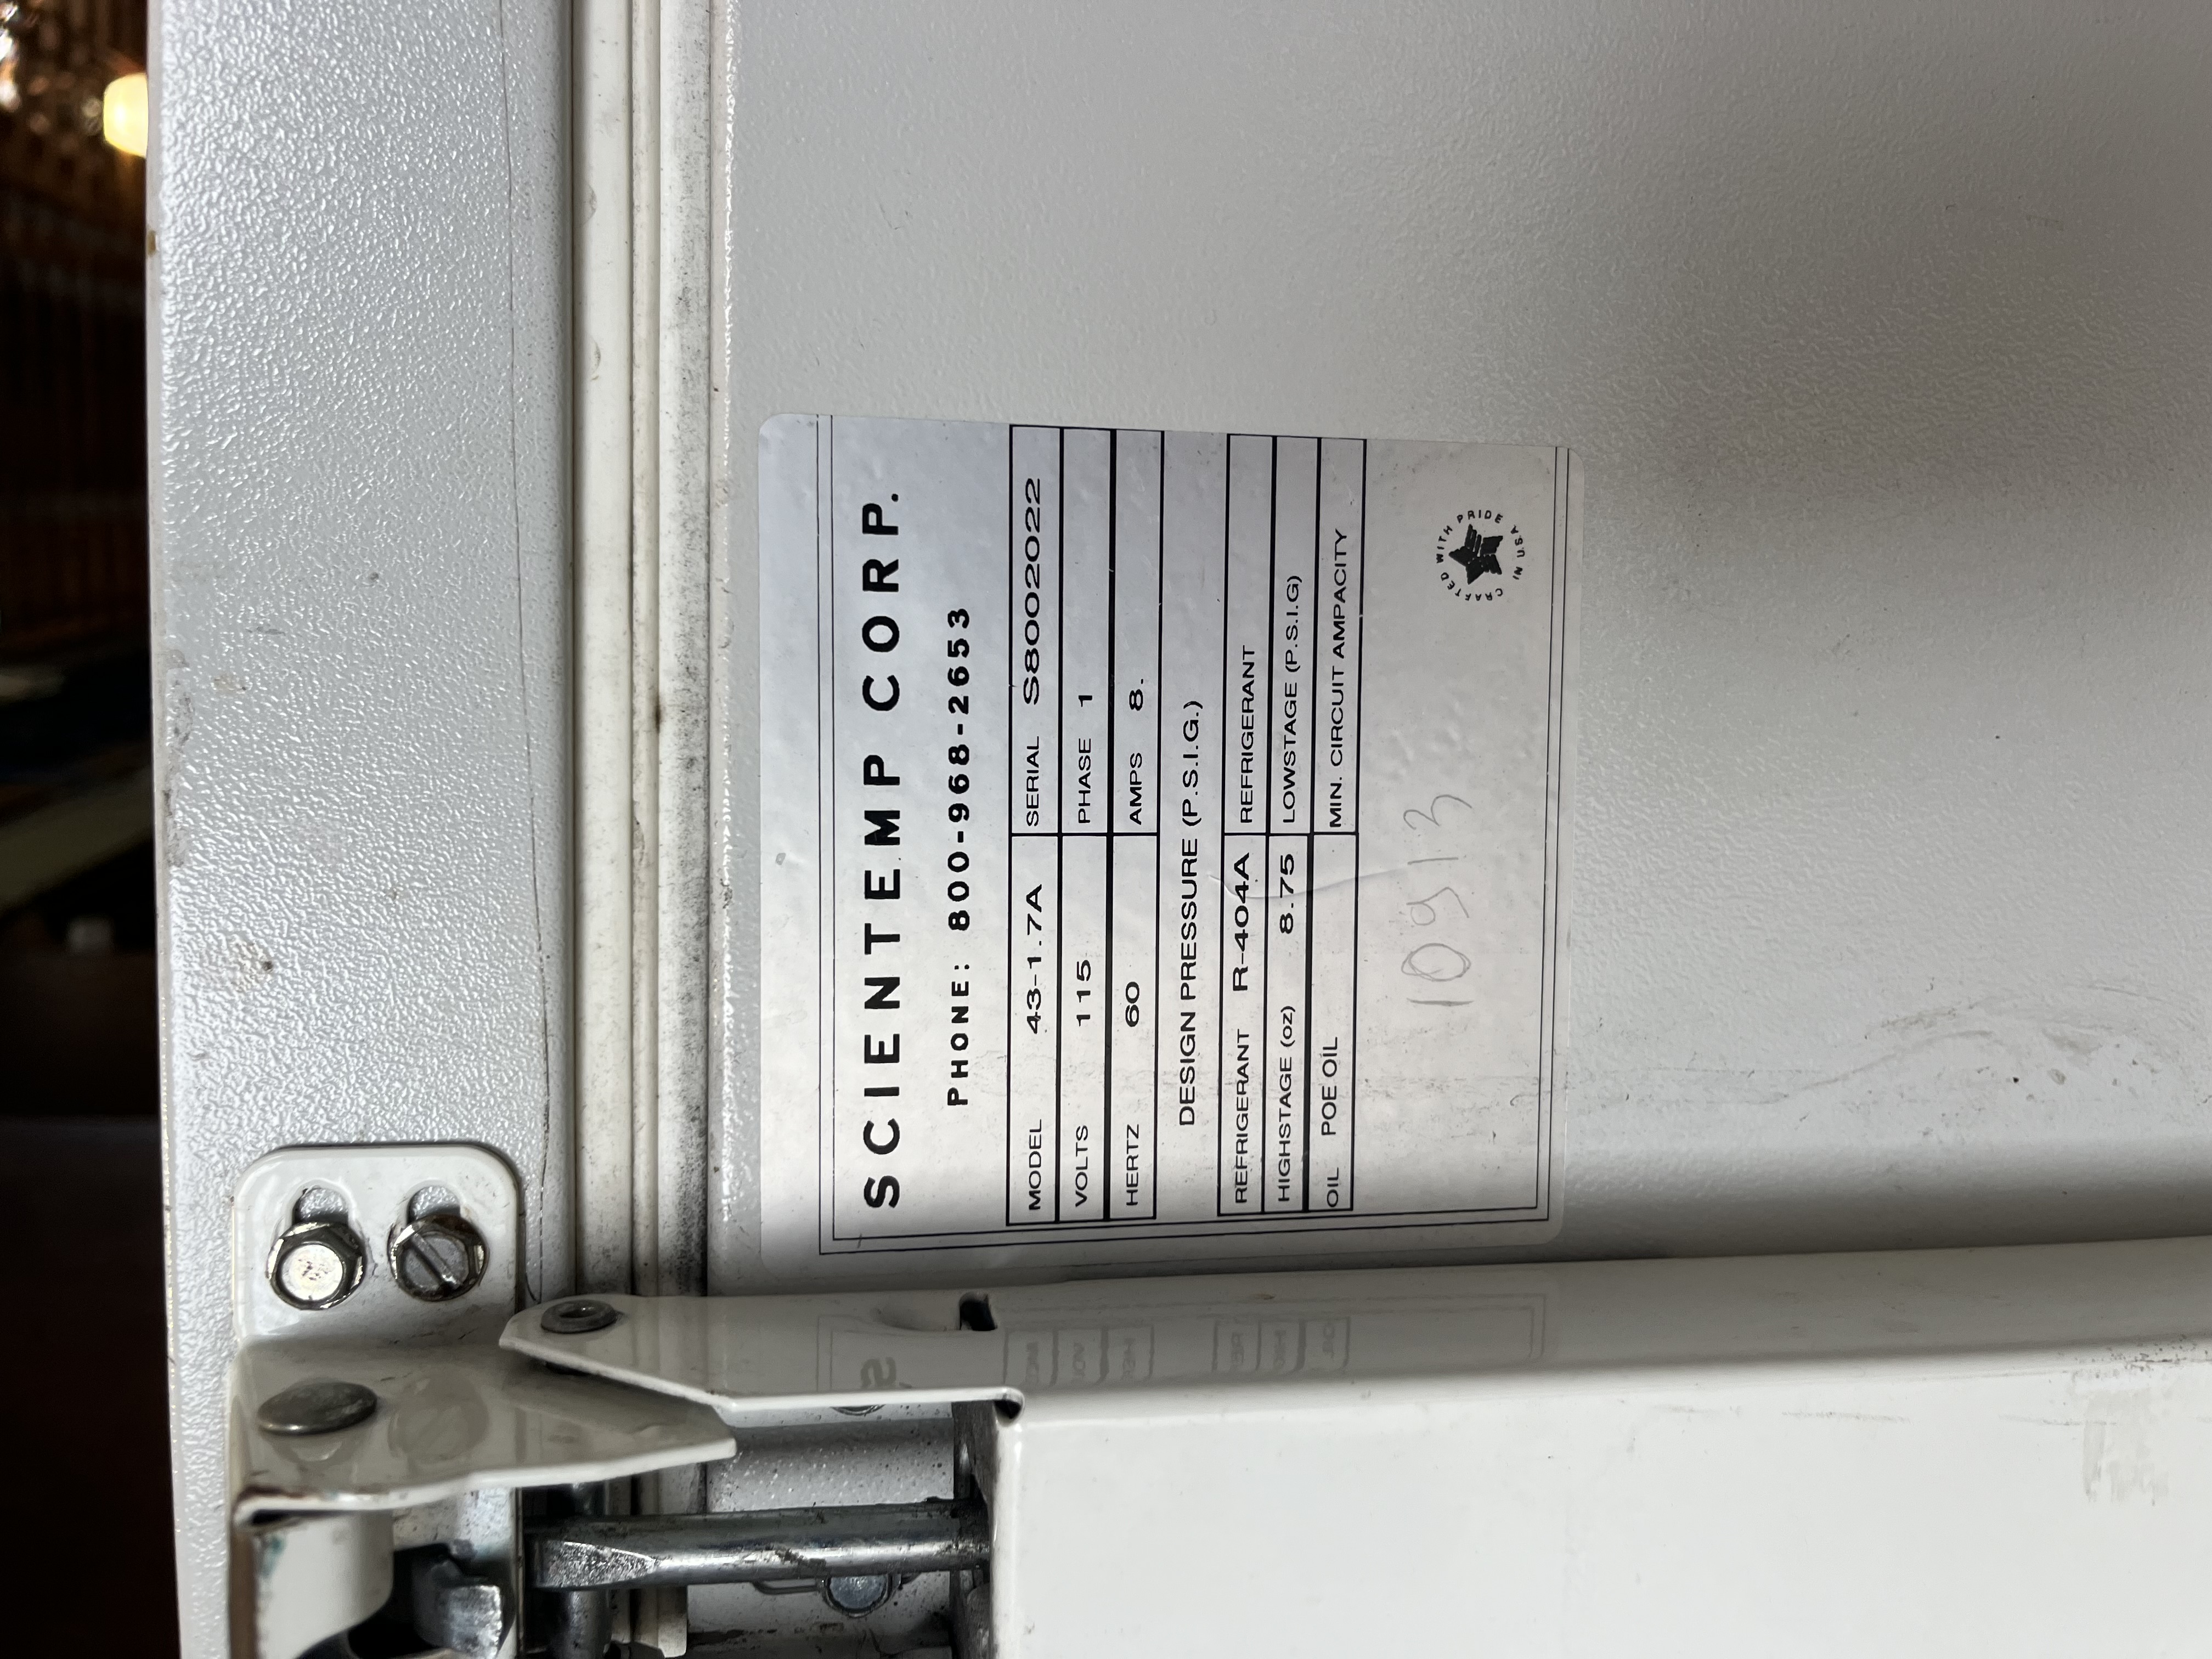 SCIENTEMP CORP.
PHONE: 800-968-2653
MODEL 43-1.7A SERIAL S8002022
VOLTS 115 PHASE 1
HERTZ 60 AMPS 8.
DESIGN PRESSURE (P.S.I.G.)
REFRIGERANT R-404A REFRIGERANT
HIGHSTAGE (oz) 8.75 LOWSTAGE (P.S.I.G)
OIL POE OIL MIN. CIRCUIT AMPACITY
10913
CRAFTED WITH PRIDE IN U.S.A.